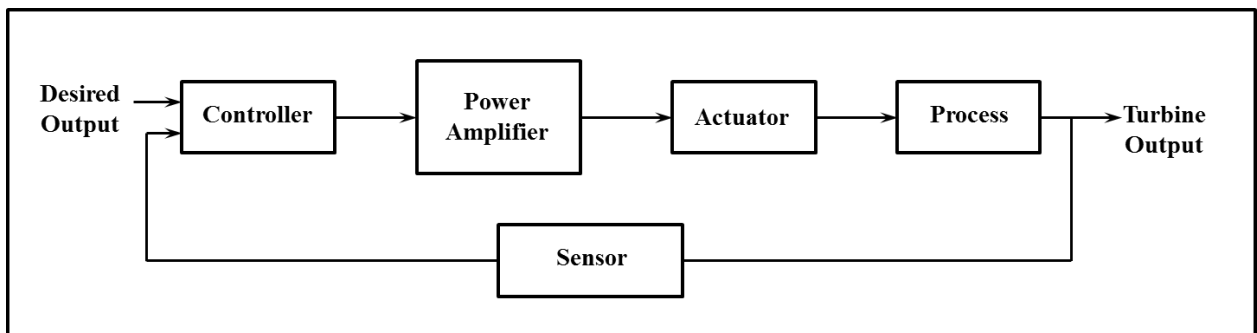 Desired
Output
Controller
Power
Amplifier
Actuator
Process
Turbine
Output
Sensor